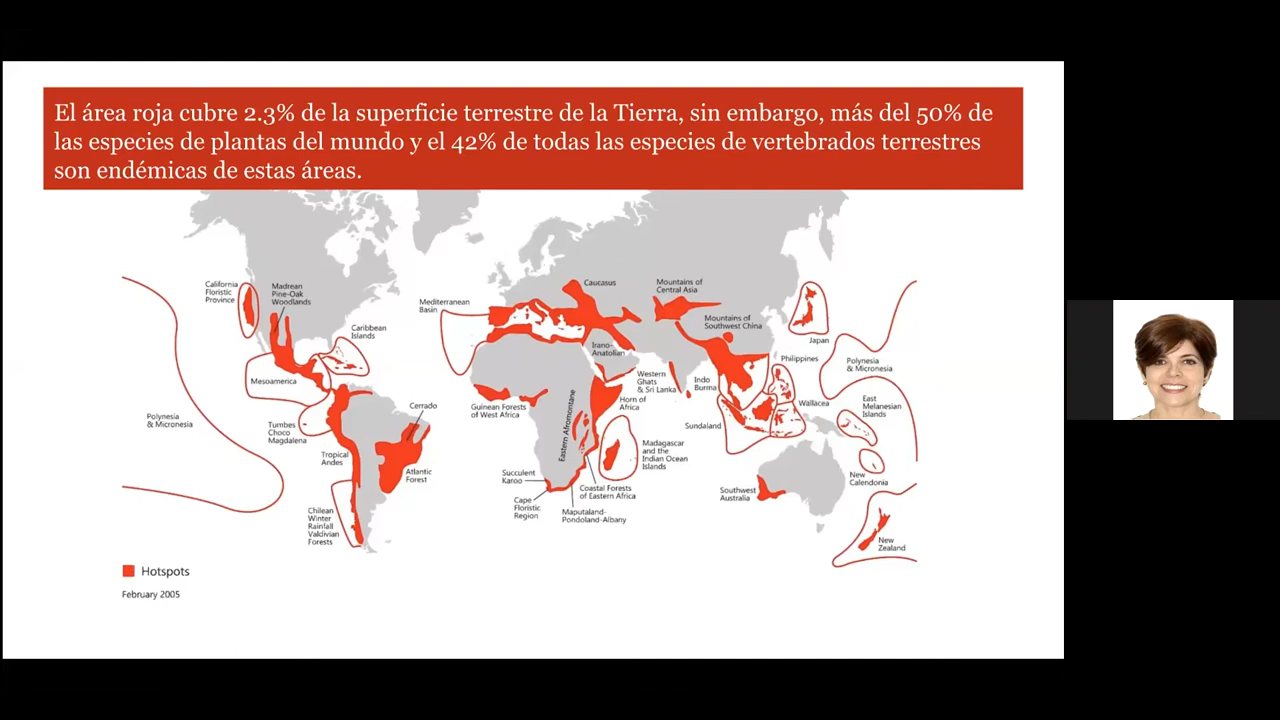 El área roja cubre 2.3% de la superficie terrestre de la Tierra, sin embargo, más del 50% de
las especies de plantas del mundo y el 42% de todas las especies de vertebrados terrestres
son endémicas de estas áreas.
California
Floristic
Province
Madrean
Pine-Oak
Woodlands
Caribbean
Islands
Mesoamerica
Polynesia
& Micronesia
Tumbes
Choco
Magdalena
Tropical
Andes
Chilean
Winter
Rainfall
Valdivian
Forests
Cerrado
Atlantic
Forest
Mediterranean
Basin
Caucasus
Irano-
Anatolian
Guinean Forests
of West Africa
Eastern Afromontane
Horn of
Africa
Succulent
Karoo
Cape
Floristic
Region
Maputaland-
Pondoland-Albany
Coastal Forests
of Eastern Africa
Madagascar
and the
Indian Ocean
Islands
Mountains of
Central Asia
Mountains of
Southwest China
Western
Ghats
& Sri Lanka
Indo
Burma
Sundaland
Japan
Philippines
Wallacea
Polynesia
& Micronesia
East
Melanesian
Islands
New
Calendonia
Southwest
Australia
New
Zealand
Hotspots
February 2005